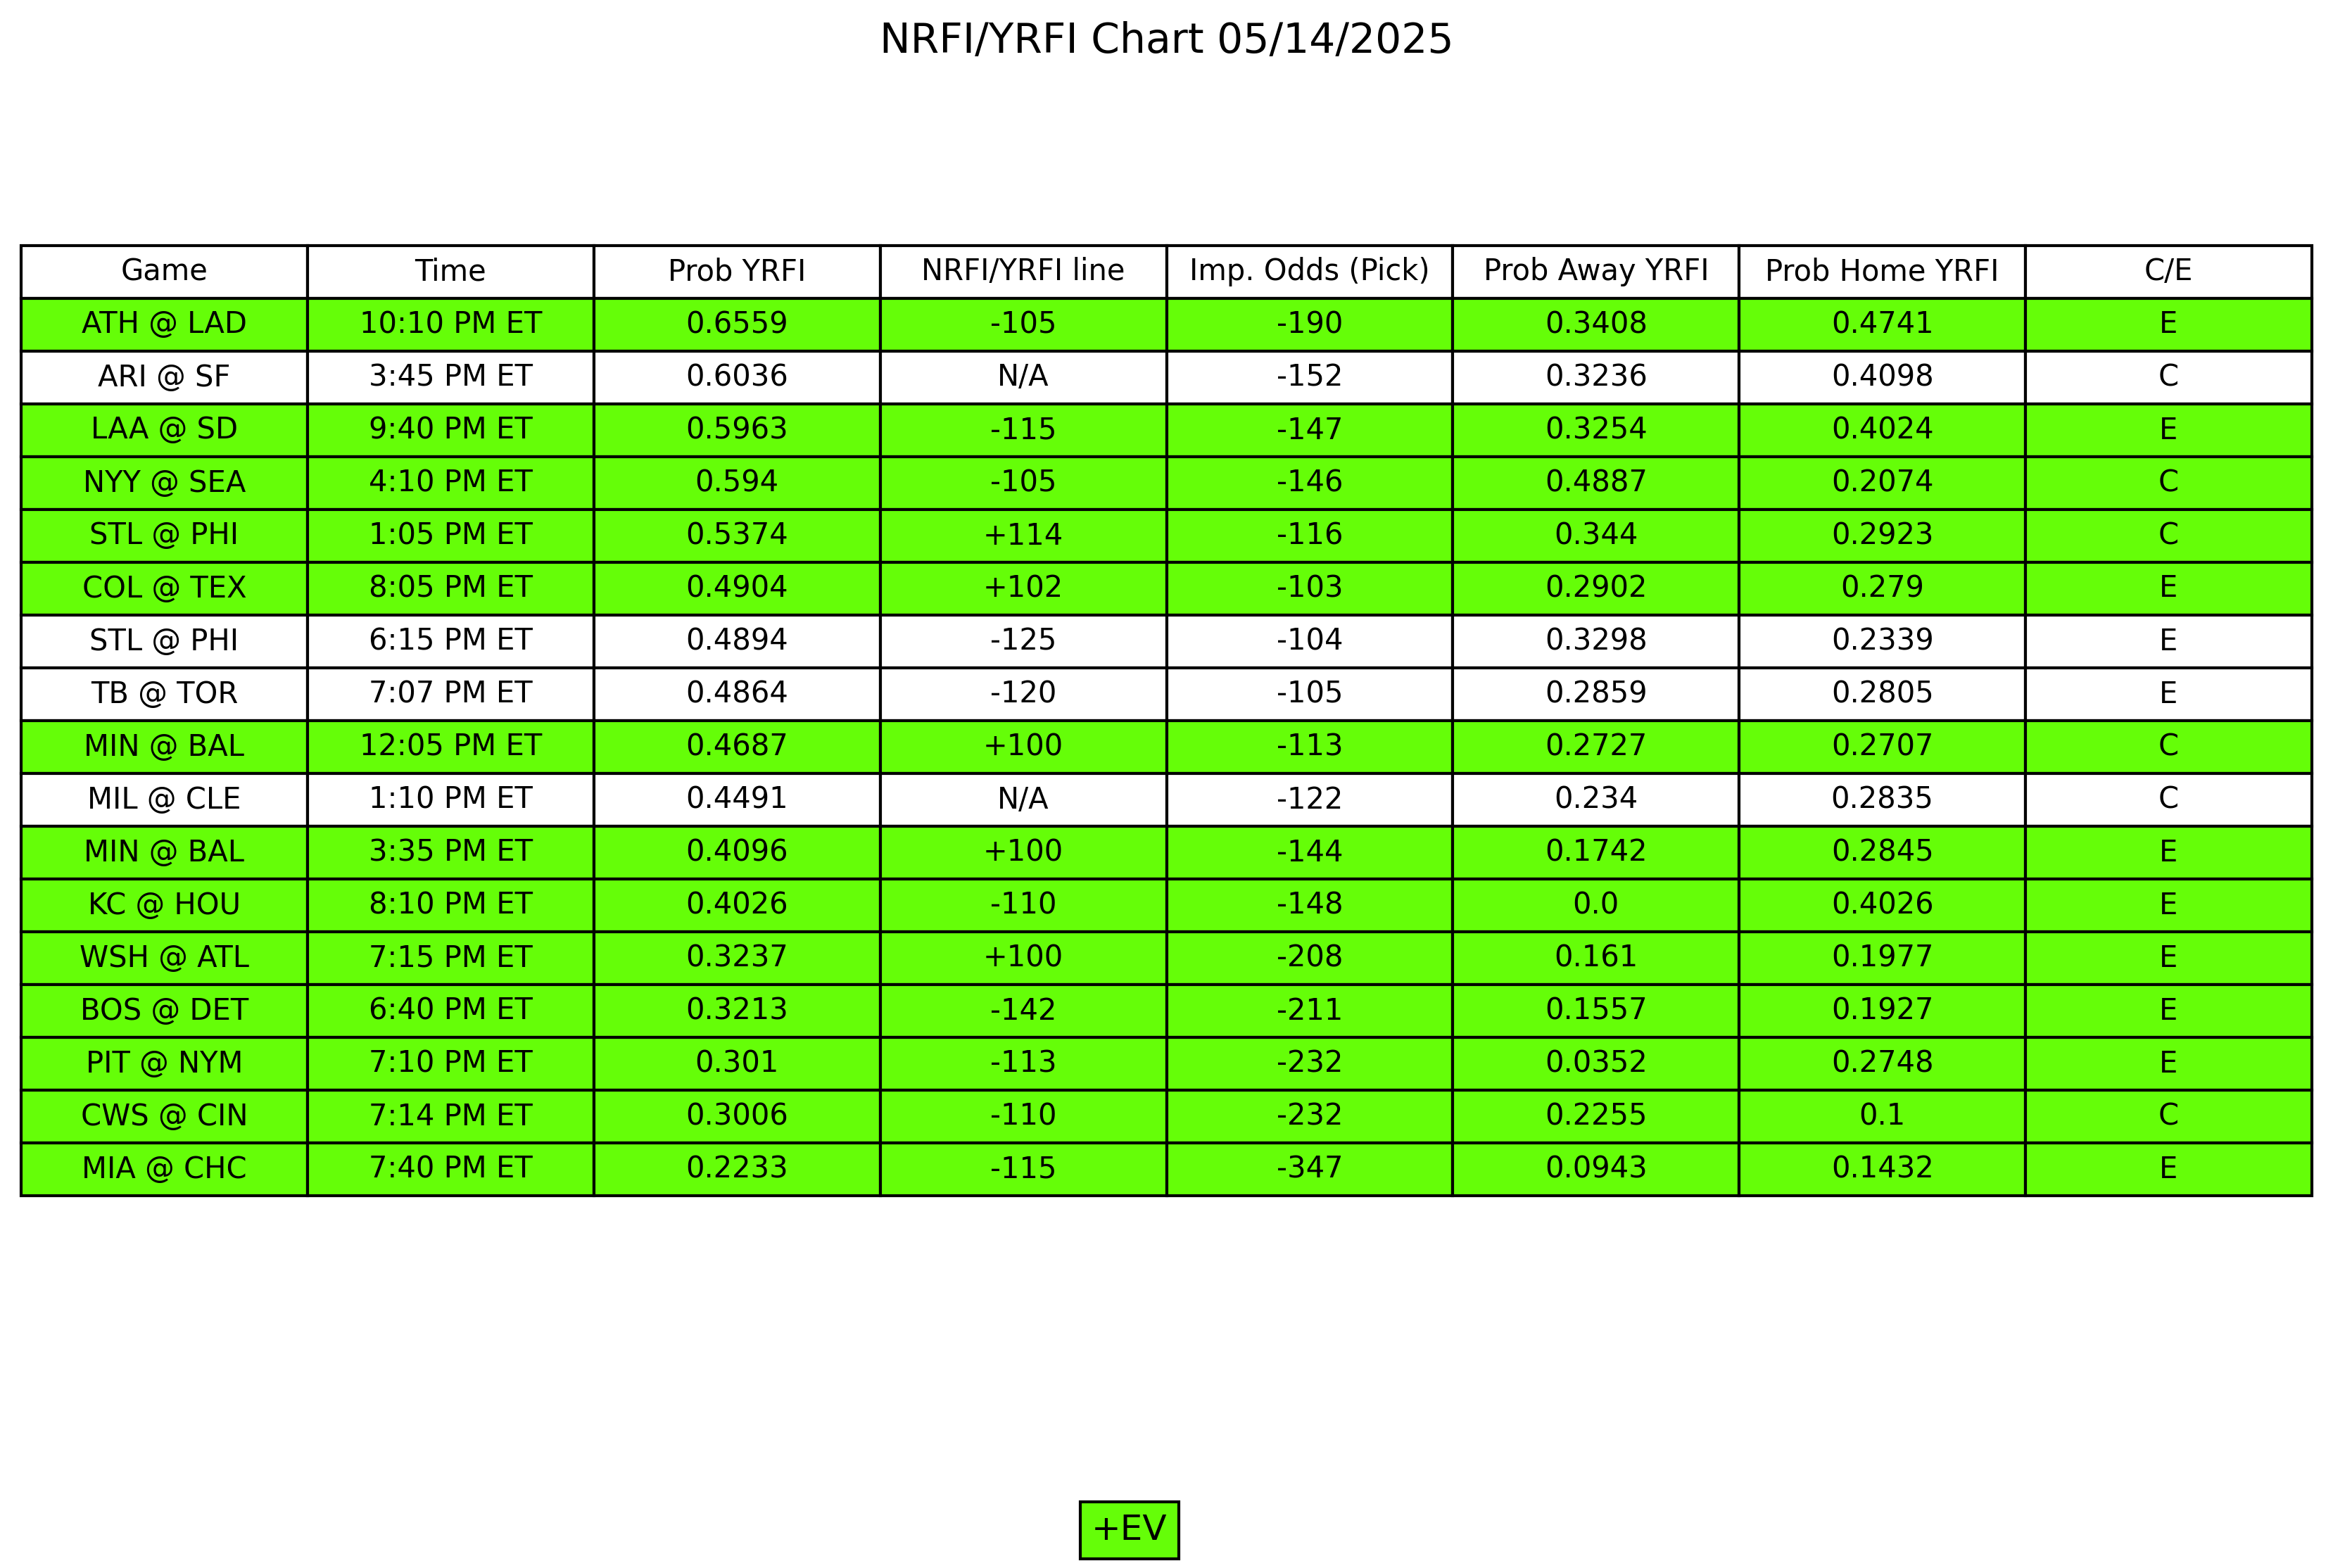 NRFI/YRFI Chart 05/14/2025
Game Time Prob YRFI NRFI/YRFI line Imp. Odds (Pick) Prob Away YRFI Prob Home YRFI C/E
ATH @ LAD 10:10 PM ET 0.6559 -105 -190 0.3408 0.4741 E
ARI @ SF 3:45 PM ET 0.6036 N/A -152 0.3236 0.4098 C
LAA @ SD 9:40 PM ET 0.5963 -115 -147 0.3254 0.4024 E
NYY @ SEA 4:10 PM ET 0.594 -105 -146 0.4887 0.2074 C
STL @ PHI 1:05 PM ET 0.5374 +114 -116 0.344 0.2923 C
COL @ TEX 8:05 PM ET 0.4904 +102 -103 0.2902 0.279 E
STL @ PHI 6:15 PM ET 0.4894 -125 -104 0.3298 0.2339 E
TB @ TOR 7:07 PM ET 0.4864 -120 -105 0.2859 0.2805 E
MIN @ BAL 12:05 PM ET 0.4687 +100 -113 0.2727 0.2707 C
MIL @ CLE 1:10 PM ET 0.4491 N/A -122 0.234 0.2835 C
MIN @ BAL 3:35 PM ET 0.4096 +100 -144 0.1742 0.2845 E
KC @ HOU 8:10 PM ET 0.4026 -110 -148 0.0 0.4026 E
WSH @ ATL 7:15 PM ET 0.3237 +100 -208 0.161 0.1977 E
BOS @ DET 6:40 PM ET 0.3213 -142 -211 0.1557 0.1927 E
PIT @ NYM 7:10 PM ET 0.301 -113 -232 0.0352 0.2748 E
CWS @ CIN 7:14 PM ET 0.3006 -110 -232 0.2255 0.1 C
MIA @ CHC 7:40 PM ET 0.2233 -115 -347 0.0943 0.1432 E
+EV